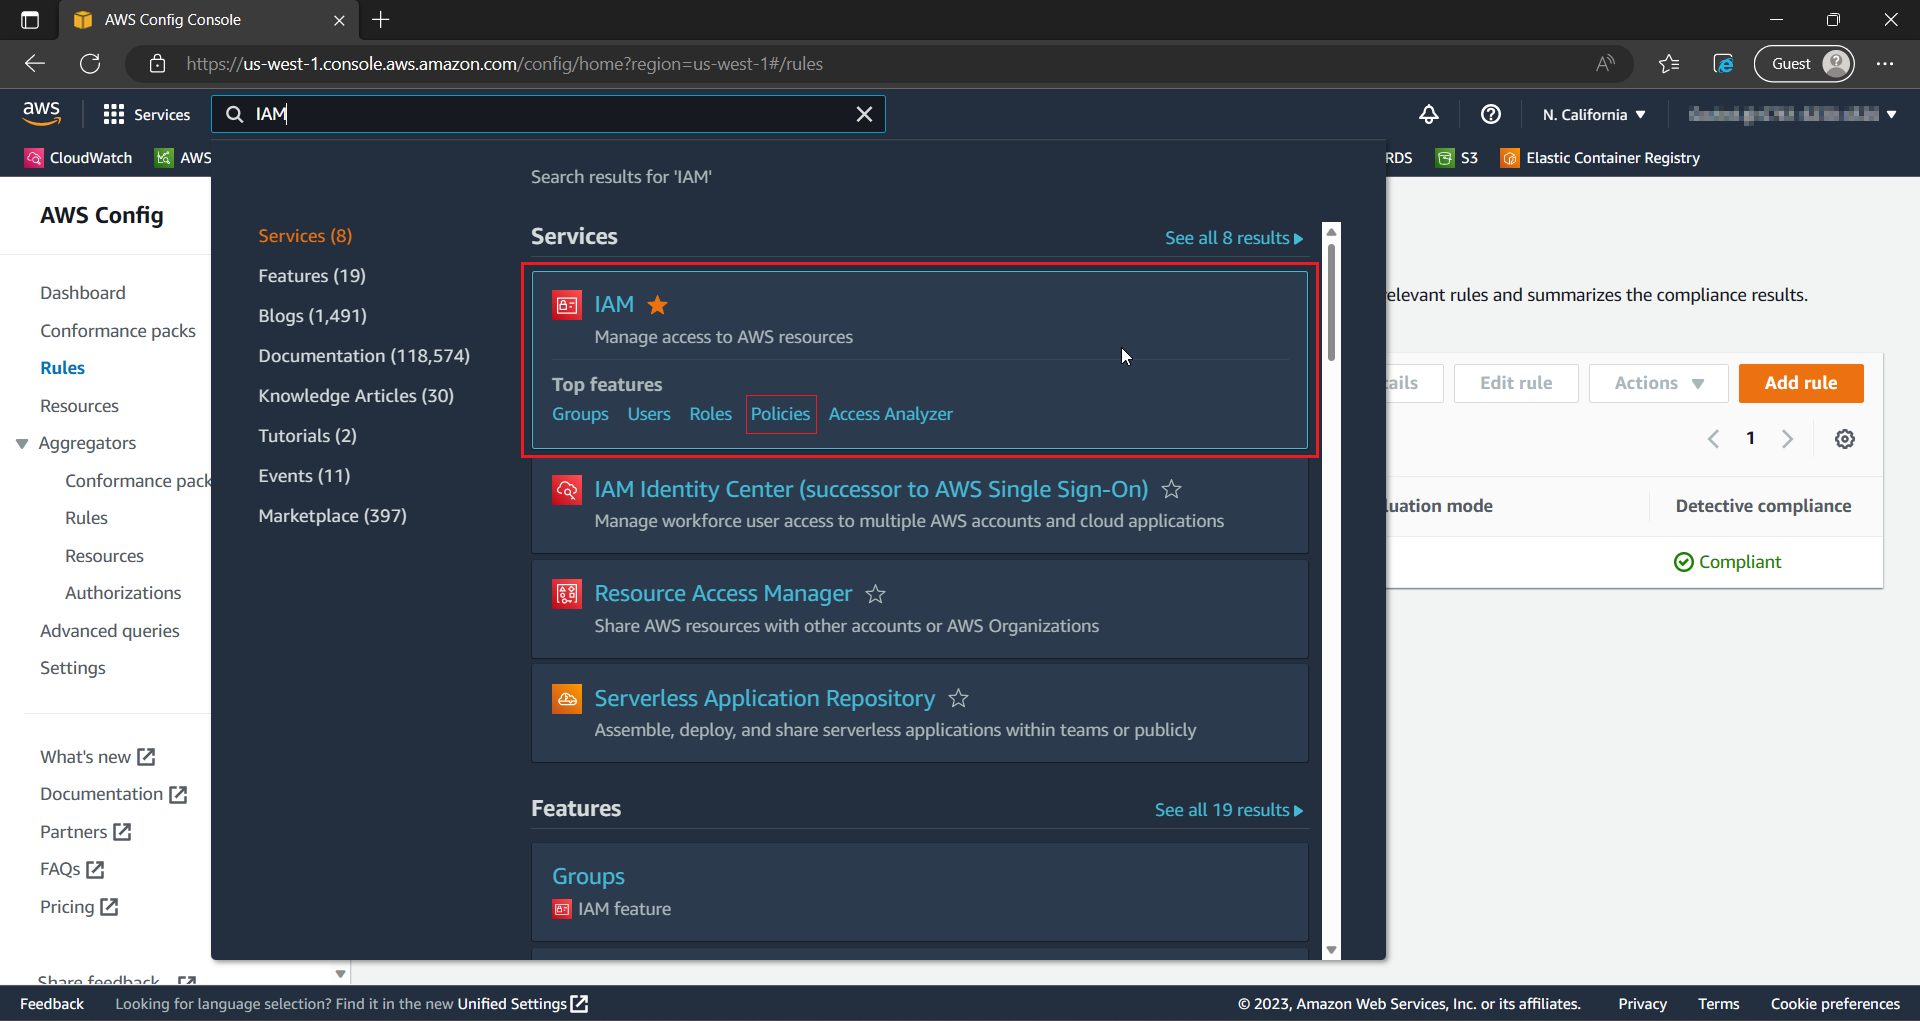 AWS Config Console
https://us-west-1.console.aws.amazon.com/config/home?region=us-west-1#/rules
Guest
aws
Services
IAM
N. California
CloudWatch
AWS
RDS
S3
Elastic Container Registry
AWS Config
Dashboard
Conformance packs
Rules
Resources
Aggregators
Conformance pack
Rules
Resources
Authorizations
Advanced queries
Settings
What's new
Documentation
Partners
FAQs
Pricing
Share feedback
Search results for 'IAM'
Services (8)
Features (19)
Blogs (1,491)
Documentation (118,574)
Knowledge Articles (30)
Tutorials (2)
Events (11)
Marketplace (397)
Services
See all 8 results
IAM
Manage access to AWS resources
Top features
Groups Users Roles Policies Access Analyzer
IAM Identity Center (successor to AWS Single Sign-On)
Manage workforce user access to multiple AWS accounts and cloud applications
Resource Access Manager
Share AWS resources with other accounts or AWS Organizations
Serverless Application Repository
Assemble, deploy, and share serverless applications within teams or publicly
Features
See all 19 results
Groups
IAM feature
elevant rules and summarizes the compliance results.
ails
Edit rule
Actions
Add rule
1
luation mode
Detective compliance
Compliant
Feedback
Looking for language selection? Find it in the new Unified Settings
© 2023, Amazon Web Services, Inc. or its affiliates.
Privacy
Terms
Cookie preferences